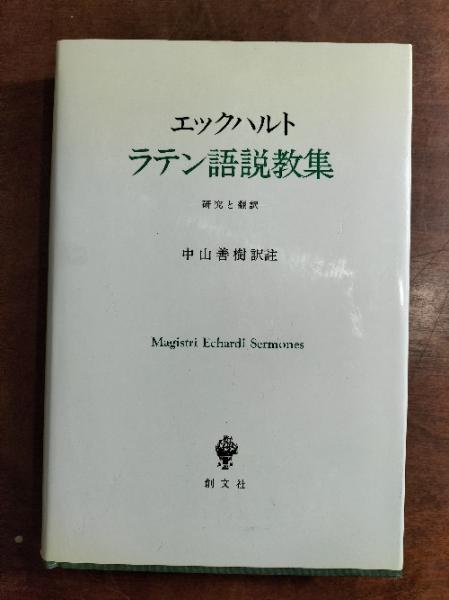 エックハルト
ラテン語説教集
研究と翻訳
中山善樹訳註
Magistri Echardi Sermones
創文社